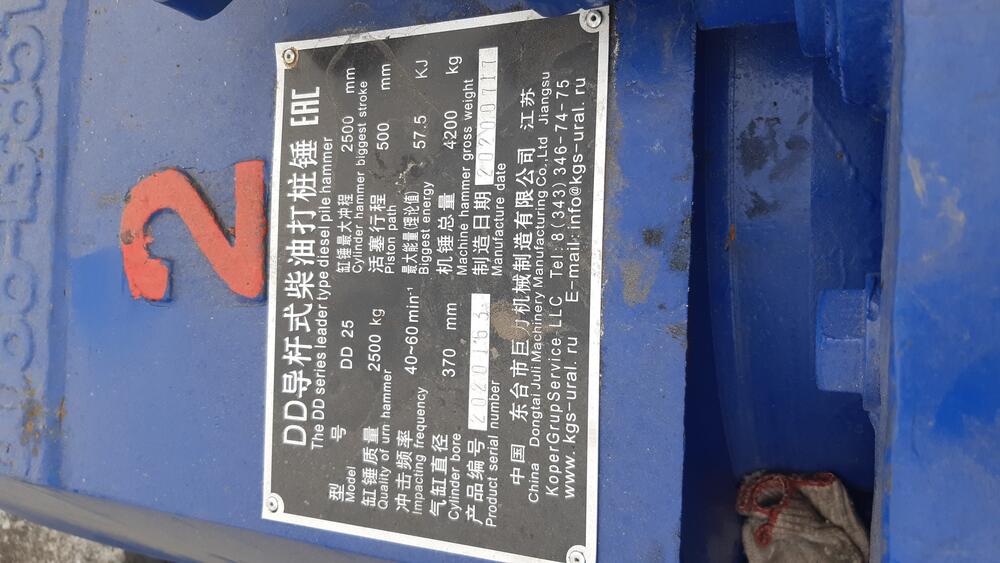 2
DD导杆式柴油打桩锤 EAC
The DD series leader type diesel pile hammer
型 号 DD 25 缸锤最大冲程 2500 mm
Model Cylinder hammer biggest stroke
缸锤质量 2500 kg 活塞行程 500 mm
Quality of urn hammer Piston path
冲击频率 40~60min⁻¹ 最大能量(理论值) 57.5 KJ
Impacting frequency Biggest energy
气缸直径 370 mm 机锤总量 4200 kg
Cylinder bore Machine hammer gross weight
产品编号 2020153 制造日期 20200717
Product serial number Manufacture date
中国 东台市巨力机械制造有限公司 江苏
China Dongtai Juli Machinery Manufacturing Co.,Ltd Jiangsu
KoperGrupService, LLC Tel:8(343)346-74-75
www.kgs-ural.ru E-mail:info@kgs-ural.ru